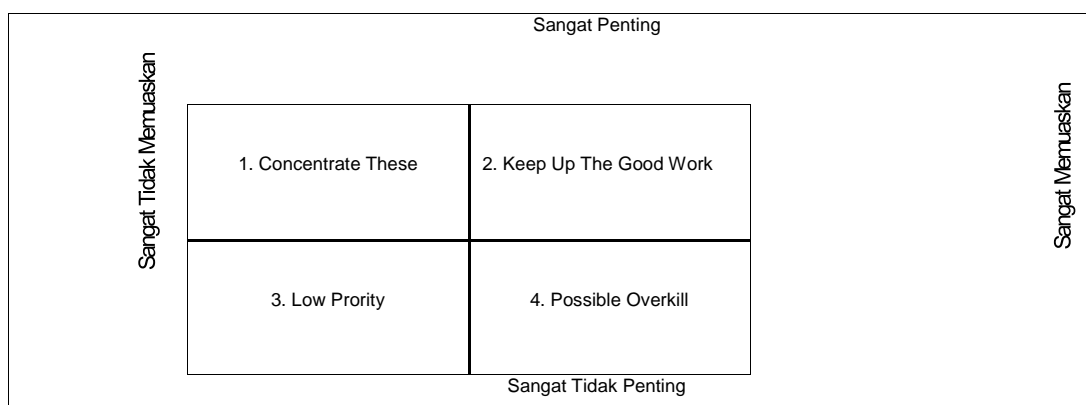 Sangat Penting
Sangat Tidak Memuaskan
Sangat Memuaskan
1. Concentrate These
2. Keep Up The Good Work
3. Low Prority
4. Possible Overkill
Sangat Tidak Penting